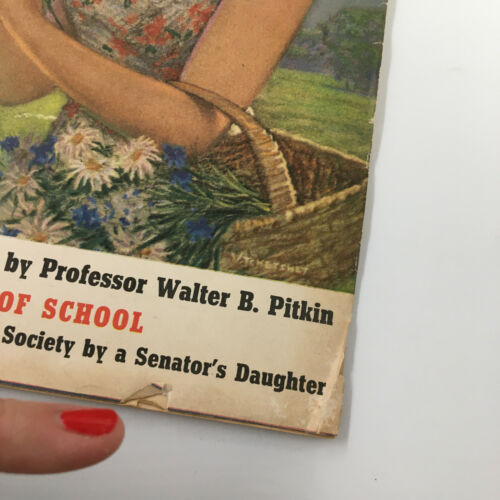 by Professor Walter B. Pitkin
OF SCHOOL
Society by a Senator's Daughter